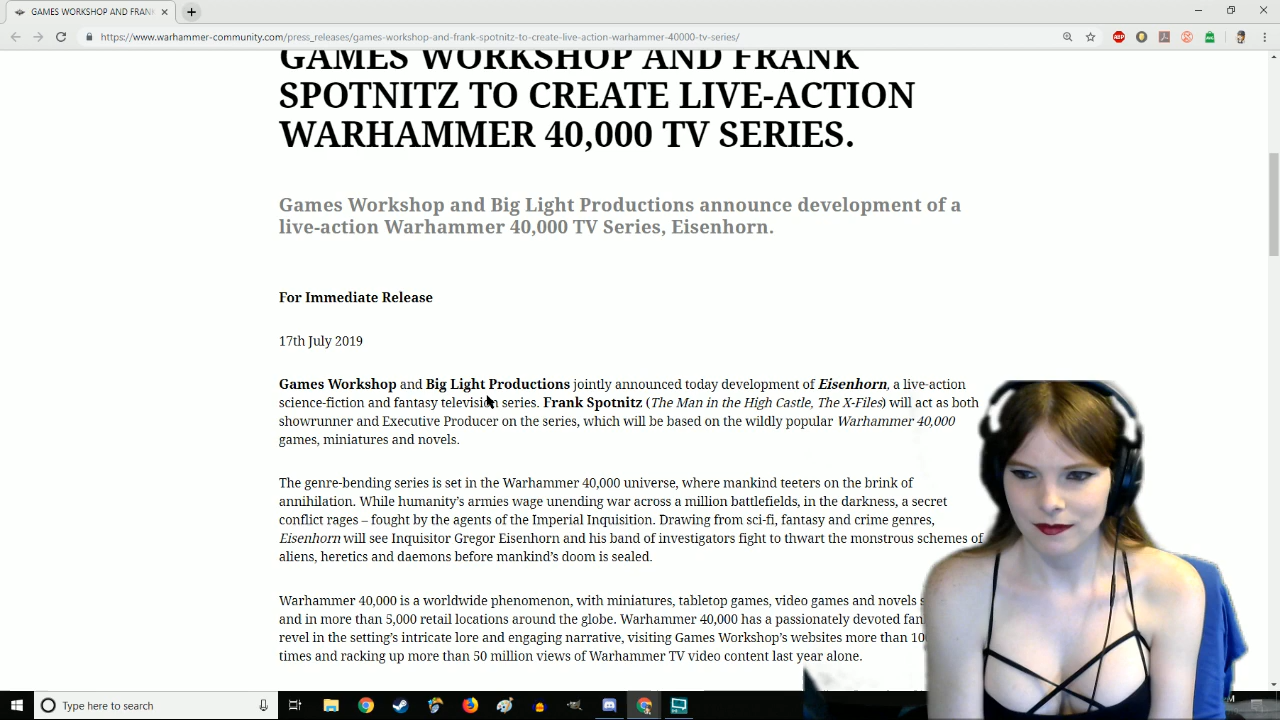 GAMES WORKSHOP AND FRAN
https://www.warhammer-community.com/press_releases/games-workshop-and-frank-spotnitz-to-create-live-action-warhammer-40000-tv-series/
GAMES WORKSHOP AND FRANK
SPOTNITZ TO CREATE LIVE-ACTION
WARHAMMER 40,000 TV SERIES.
Games Workshop and Big Light Productions announce development of a
live-action Warhammer 40,000 TV Series, Eisenhorn.
For Immediate Release
17th July 2019
Games Workshop and Big Light Productions jointly announced today development of Eisenhorn, a live-action
science-fiction and fantasy television series. Frank Spotnitz (The Man in the High Castle, The X-Files) will act as both
showrunner and Executive Producer on the series, which will be based on the wildly popular Warhammer 40,000
games, miniatures and novels.
The genre-bending series is set in the Warhammer 40,000 universe, where mankind teeters on the brink of
annihilation. While humanity's armies wage unending war across a million battlefields, in the darkness, a secret
conflict rages – fought by the agents of the Imperial Inquisition. Drawing from sci-fi, fantasy and crime genres,
Eisenhorn will see Inquisitor Gregor Eisenhorn and his band of investigators fight to thwart the monstrous schemes of
aliens, heretics and daemons before mankind's doom is sealed.
Warhammer 40,000 is a worldwide phenomenon, with miniatures, tabletop games, video games and novels
and in more than 5,000 retail locations around the globe. Warhammer 40,000 has a passionately devoted
revel in the setting's intricate lore and engaging narrative, visiting Games Workshop's websites more than
times and racking up more than 50 million views of Warhammer TV video content last year alone.
Type here to search